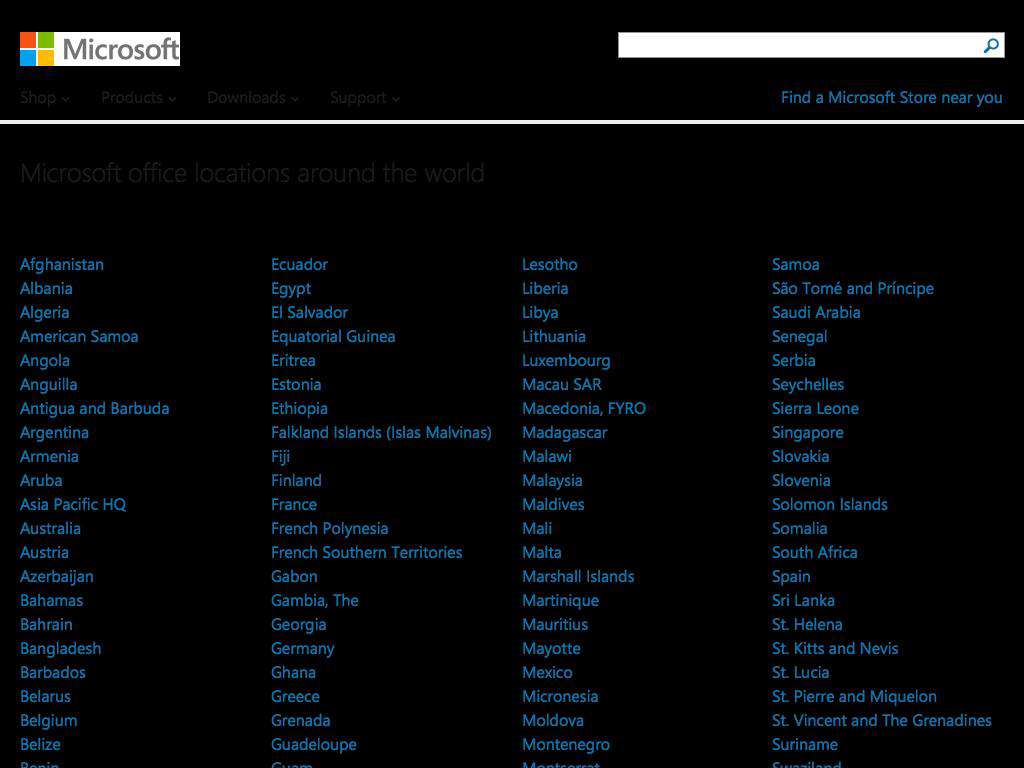 Microsoft
Shop Products Downloads Support Find a Microsoft Store near you
Microsoft office locations around the world
Afghanistan
Albania
Algeria
American Samoa
Angola
Anguilla
Antigua and Barbuda
Argentina
Armenia
Aruba
Asia Pacific HQ
Australia
Austria
Azerbaijan
Bahamas
Bahrain
Bangladesh
Barbados
Belarus
Belgium
Belize
Benin
Ecuador
Egypt
El Salvador
Equatorial Guinea
Eritrea
Estonia
Ethiopia
Falkland Islands (Islas Malvinas)
Fiji
Finland
France
French Polynesia
French Southern Territories
Gabon
Gambia, The
Georgia
Germany
Ghana
Greece
Grenada
Guadeloupe
Guam
Lesotho
Liberia
Libya
Lithuania
Luxembourg
Macau SAR
Macedonia, FYRO
Madagascar
Malawi
Malaysia
Maldives
Mali
Malta
Marshall Islands
Martinique
Mauritius
Mayotte
Mexico
Micronesia
Moldova
Montenegro
Montserrat
Samoa
São Tomé and Príncipe
Saudi Arabia
Senegal
Serbia
Seychelles
Sierra Leone
Singapore
Slovakia
Slovenia
Solomon Islands
Somalia
South Africa
Spain
Sri Lanka
St. Helena
St. Kitts and Nevis
St. Lucia
St. Pierre and Miquelon
St. Vincent and The Grenadines
Suriname
Swaziland